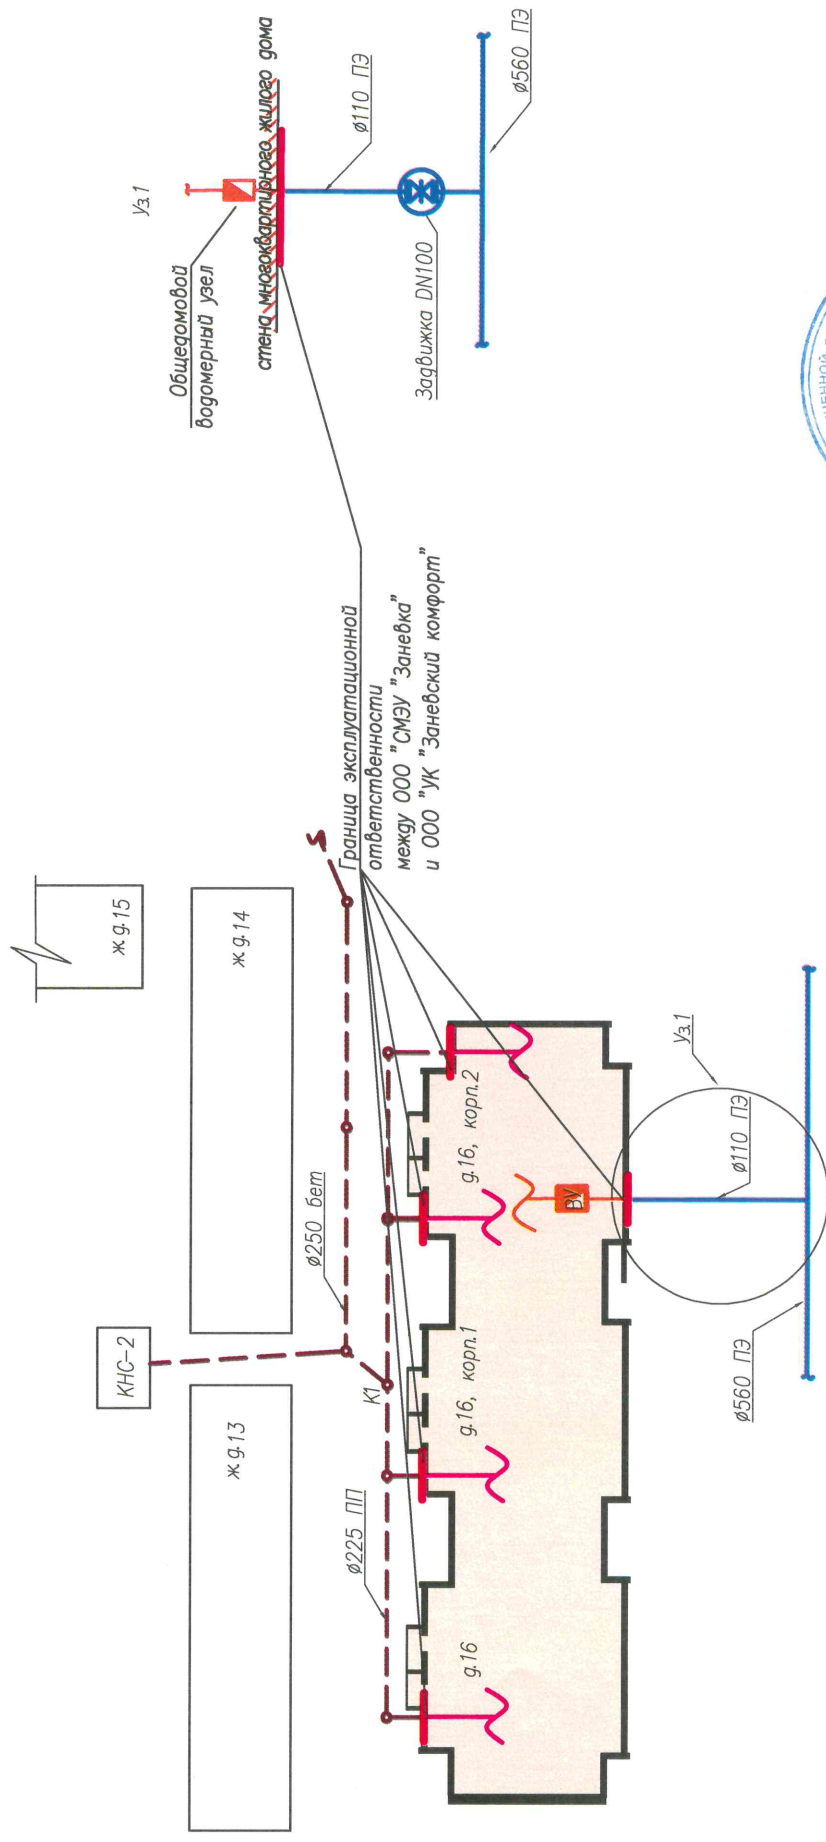 Уз.1
Общедомовой
водомерный узел
стена многоквартирного жилого дома
ø110 ПЭ
Задвижка DN100
ø560 ПЭ
Граница эксплуатационной
ответственности
между ООО "СМЭУ "Заневка"
и ООО "УК "Заневский комфорт"
ж д.15
ж д.14
ж д.13
КНС-2
ø250 бет
К1
ø225 ПП
д.16
д.16, корп.1
д.16, корп.2
ВУ
Уз.1
ø110 ПЭ
ø560 ПЭ